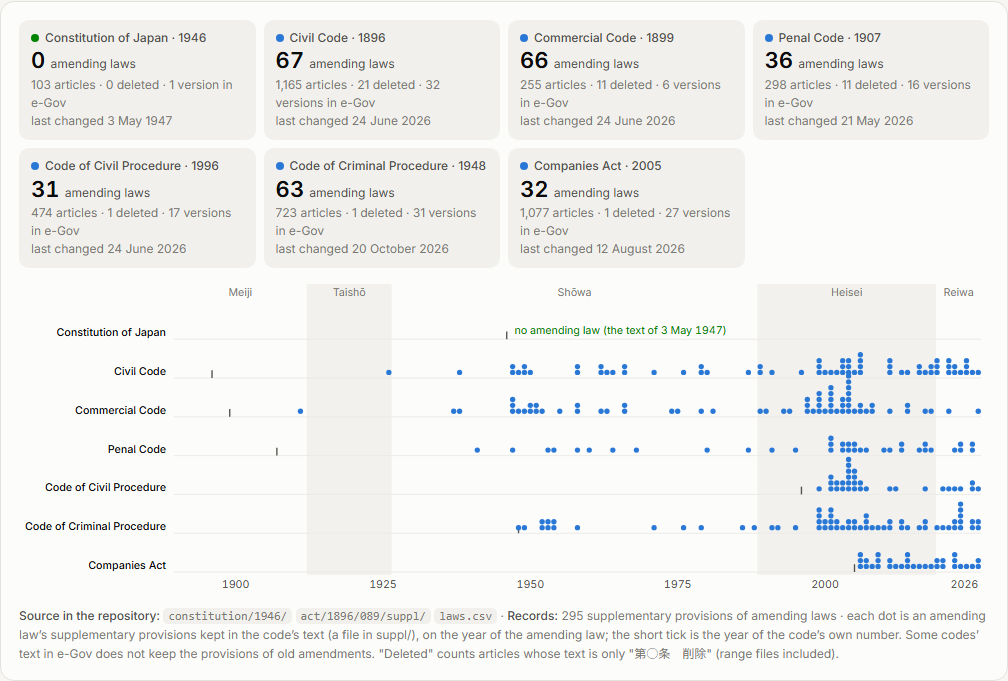 Constitution of Japan · 1946
0 amending laws
103 articles · 0 deleted · 1 version in
e-Gov
last changed 3 May 1947
Civil Code · 1896
67 amending laws
1,165 articles · 21 deleted · 32
versions in e-Gov
last changed 24 June 2026
Commercial Code · 1899
66 amending laws
255 articles · 11 deleted · 6 versions
in e-Gov
last changed 24 June 2026
Penal Code · 1907
36 amending laws
298 articles · 11 deleted · 16 versions
in e-Gov
last changed 21 May 2026
Code of Civil Procedure · 1996
31 amending laws
474 articles · 1 deleted · 17 versions
in e-Gov
last changed 24 June 2026
Code of Criminal Procedure · 1948
63 amending laws
723 articles · 1 deleted · 31 versions
in e-Gov
last changed 20 October 2026
Companies Act · 2005
32 amending laws
1,077 articles · 1 deleted · 27 versions
in e-Gov
last changed 12 August 2026
Meiji Taishō Shōwa Heisei Reiwa
Constitution of Japan no amending law (the text of 3 May 1947)
Civil Code
Commercial Code
Penal Code
Code of Civil Procedure
Code of Criminal Procedure
Companies Act
1900 1925 1950 1975 2000 2026
Source in the repository: constitution/1946/ act/1896/089/suppl/ laws.csv · Records: 295 supplementary provisions of amending laws · each dot is an amending
law's supplementary provisions kept in the code's text (a file in suppl/), on the year of the amending law; the short tick is the year of the code's own number. Some codes'
text in e-Gov does not keep the provisions of old amendments. "Deleted" counts articles whose text is only "第〇条　削除" (range files included).